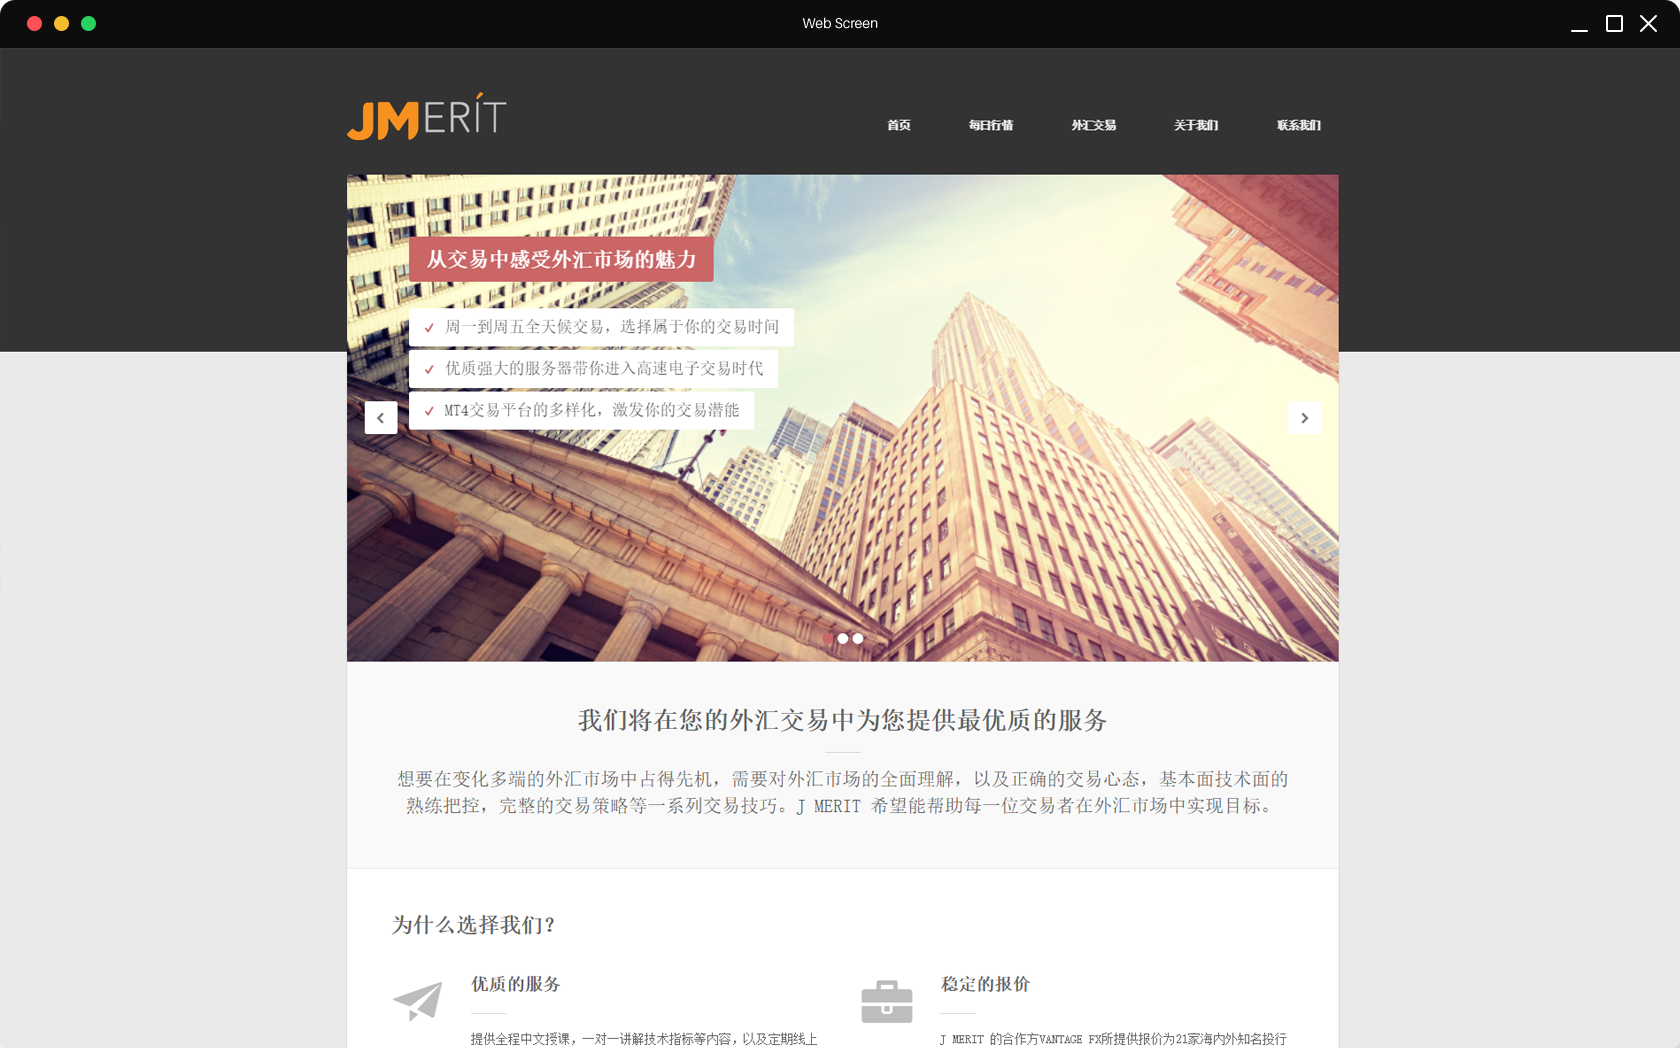 Web Screen
JMERIT
首页 每日行情 外汇交易 关于我们 联系我们
从交易中感受外汇市场的魅力
周一到周五全天候交易，选择属于你的交易时间
优质强大的服务器带你进入高速电子交易时代
MT4交易平台的多样化，激发你的交易潜能
我们将在您的外汇交易中为您提供最优质的服务
想要在变化多端的外汇市场中占得先机，需要对外汇市场的全面理解，以及正确的交易心态，基本面技术面的
熟练把控，完整的交易策略等一系列交易技巧。J MERIT 希望能帮助每一位交易者在外汇市场中实现目标。
为什么选择我们？
优质的服务
稳定的报价
提供全程中文授课，一对一讲解技术指标等内容，以及定期线上
J MERIT 的合作方VANTAGE FX所提供报价为21家海内外知名投行